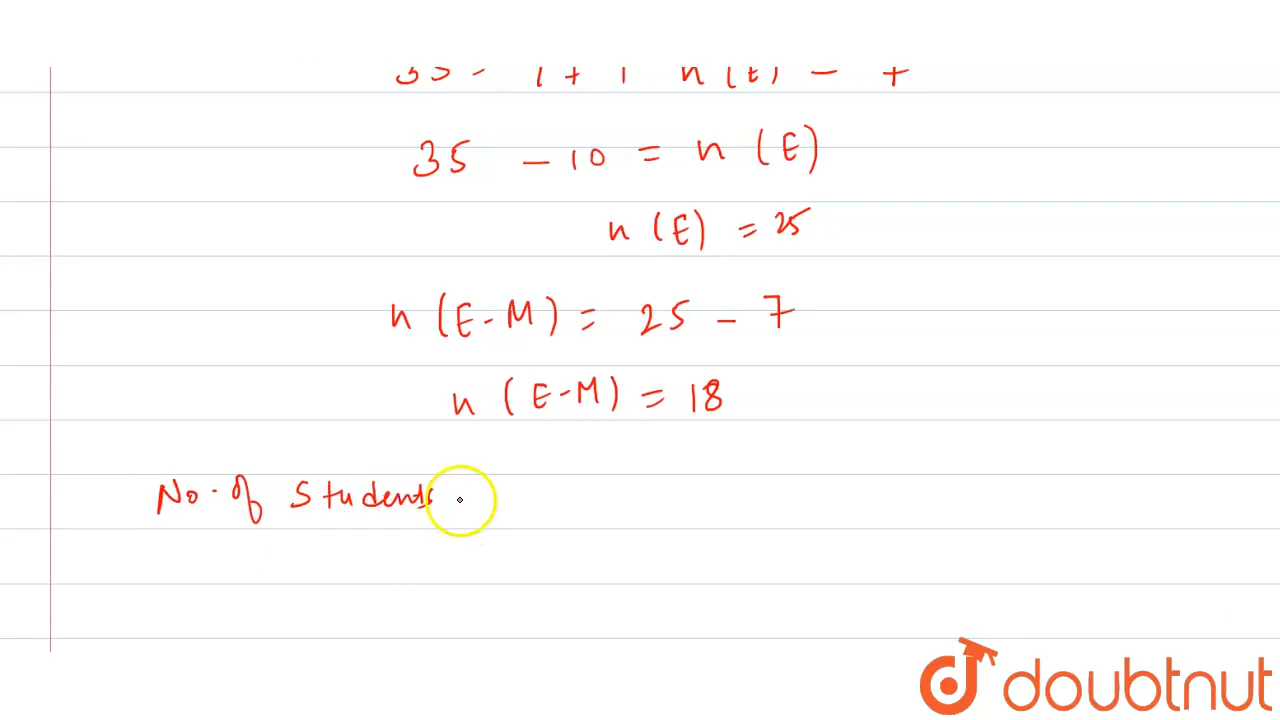 35 - 10 = n (E)
n (E) = 25
n (E-M) = 25 - 7
n (E-M) = 18
No. of Students
doubtnut